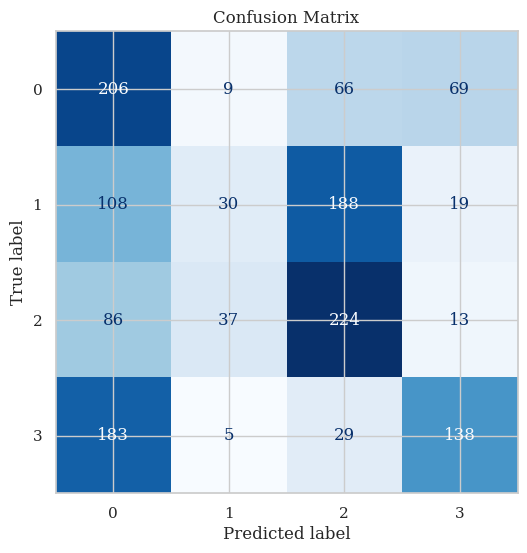 Confusion Matrix
True label
0 206 9 66 69
1 108 30 188 19
2 86 37 224 13
3 183 5 29 138
0 1 2 3
Predicted label